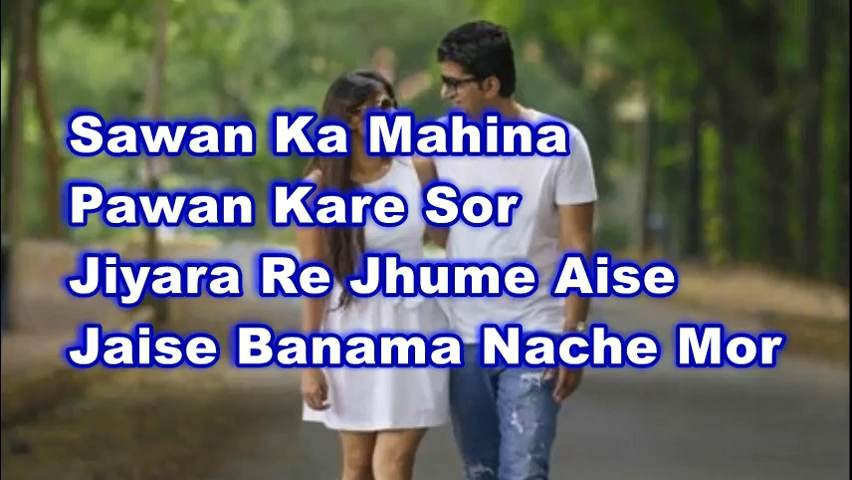 Sawan Ka Mahina
Pawan Kare Sor
Jiyara Re Jhume Aise
Jaise Banama Nache Mor